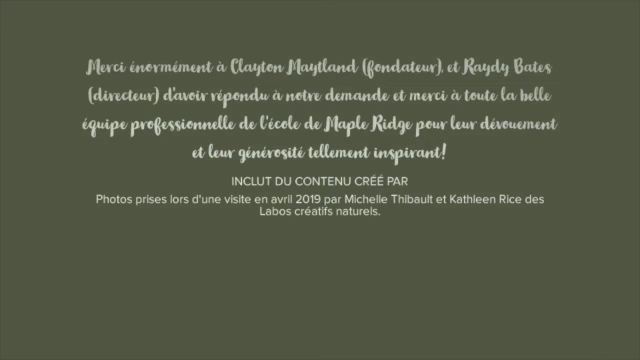 Merci énormément à Clayton Maytland (fondateur), et Raydy Bates
(directeur) d'avoir répondu à notre demande et merci à toute la belle
équipe professionnelle de l'école de Maple Ridge pour leur dévouement
et leur générosité tellement inspirant!
INCLUT DU CONTENU CRÉÉ PAR
Photos prises lors d'une visite en avril 2019 par Michelle Thibault et Kathleen Rice des
Labos créatifs naturels.